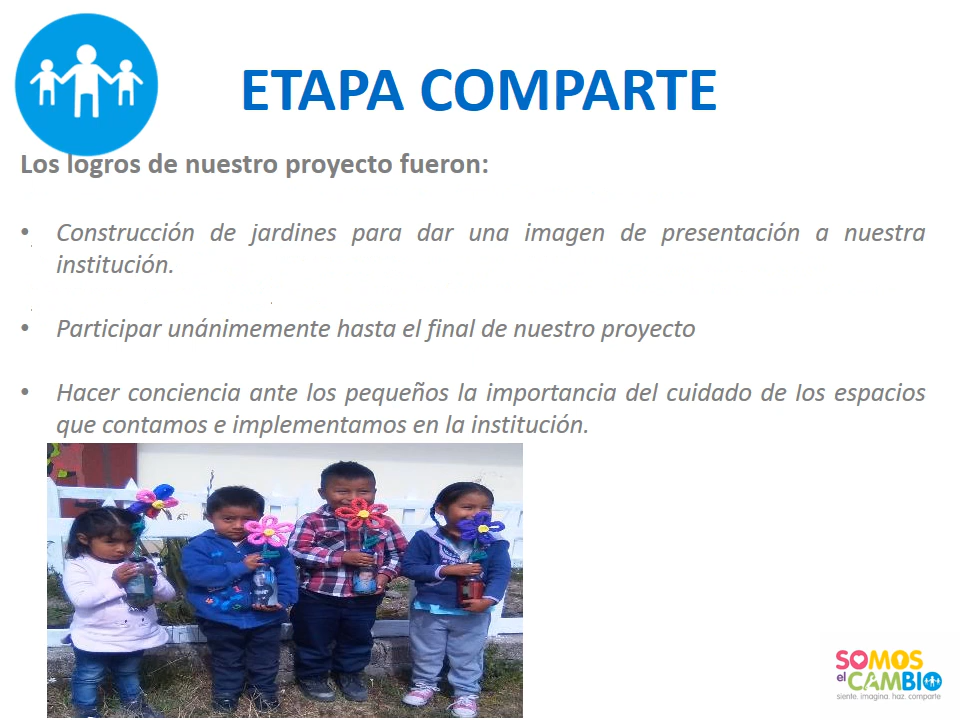 ETAPA COMPARTE
Los logros de nuestro proyecto fueron:
• Construcción de jardines para dar una imagen de presentación a nuestra
institución.
• Participar unánimemente hasta el final de nuestro proyecto
• Hacer conciencia ante los pequeños la importancia del cuidado de los espacios
que contamos e implementamos en la institución.
SOMOS
el CAMBIO
siente. imagina. haz. comparte